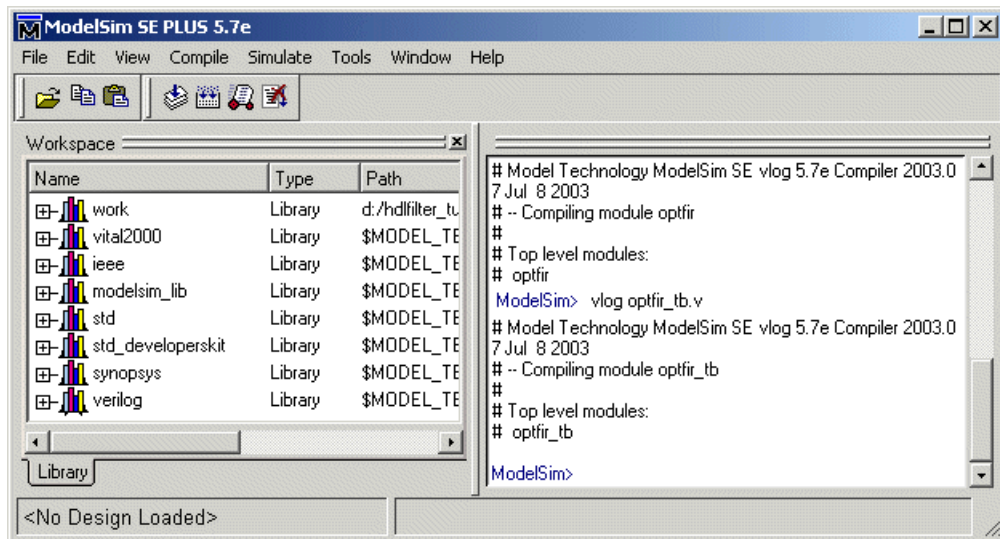 ModelSim SE PLUS 5.7e
File Edit View Compile Simulate Tools Window Help
Workspace
Name Type Path
work Library d:/hdlfilter_tu
vital2000 Library $MODEL_TE
ieee Library $MODEL_TE
modelsim_lib Library $MODEL_TE
std Library $MODEL_TE
std_developerskit Library $MODEL_TE
synopsys Library $MODEL_TE
verilog Library $MODEL_TE
Library
# Model Technology ModelSim SE vlog 5.7e Compiler 2003.0
7 Jul 8 2003
# -- Compiling module optfir
#
# Top level modules:
# optfir
ModelSim> vlog optfir_tb.v
# Model Technology ModelSim SE vlog 5.7e Compiler 2003.0
7 Jul 8 2003
# -- Compiling module optfir_tb
#
# Top level modules:
# optfir_tb
ModelSim>
<No Design Loaded>